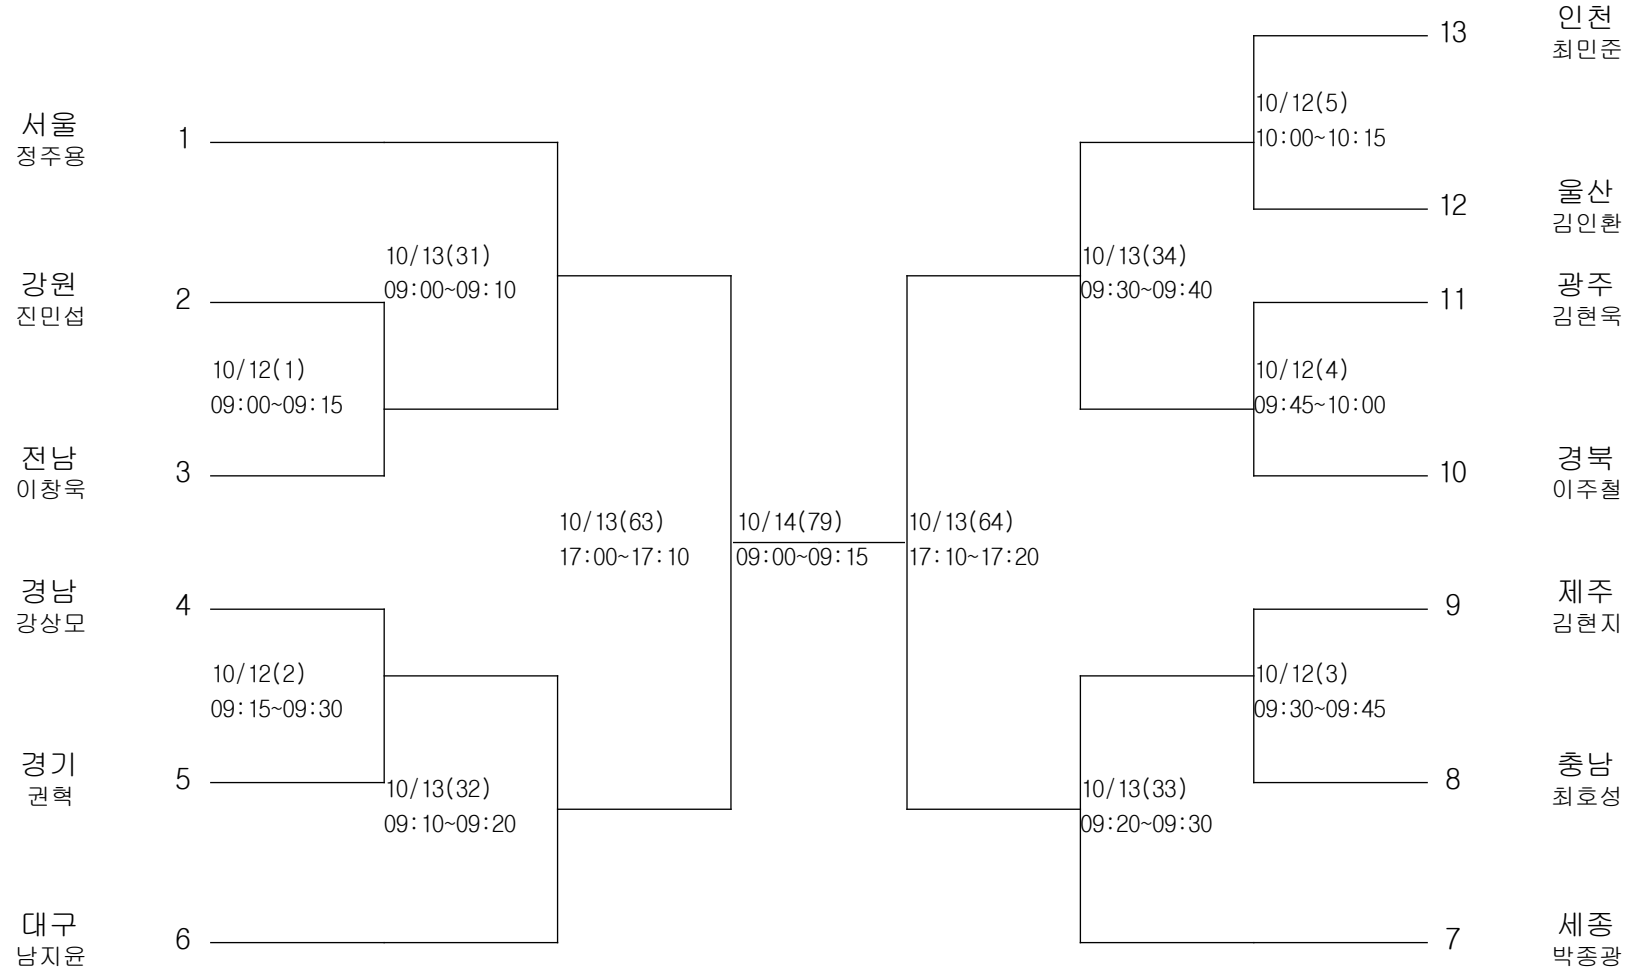 인천
13
최민준
10/12(5)
서울
1
10:00~10:15
정주용
울산
12
김인환
10/13(31)
10/13(34)
강원
2
09:00~09:10
09:30~09:40
11
광주
진민섭
김현욱
10/12(1)
10/12(4)
09:00~09:15
09:45~10:00
전남
3
10
경북
이창욱
이주철
10/13(63)
10/14(79)
10/13(64)
17:00~17:10
09:00~09:15
17:10~17:20
경남
4
9
제주
강상모
김현지
10/12(2)
10/12(3)
09:15~09:30
09:30~09:45
경기
5
10/13(32)
10/13(33)
8
충남
권혁
최호성
09:10~09:20
09:20~09:30
대구
6
7
세종
남지윤
박종광